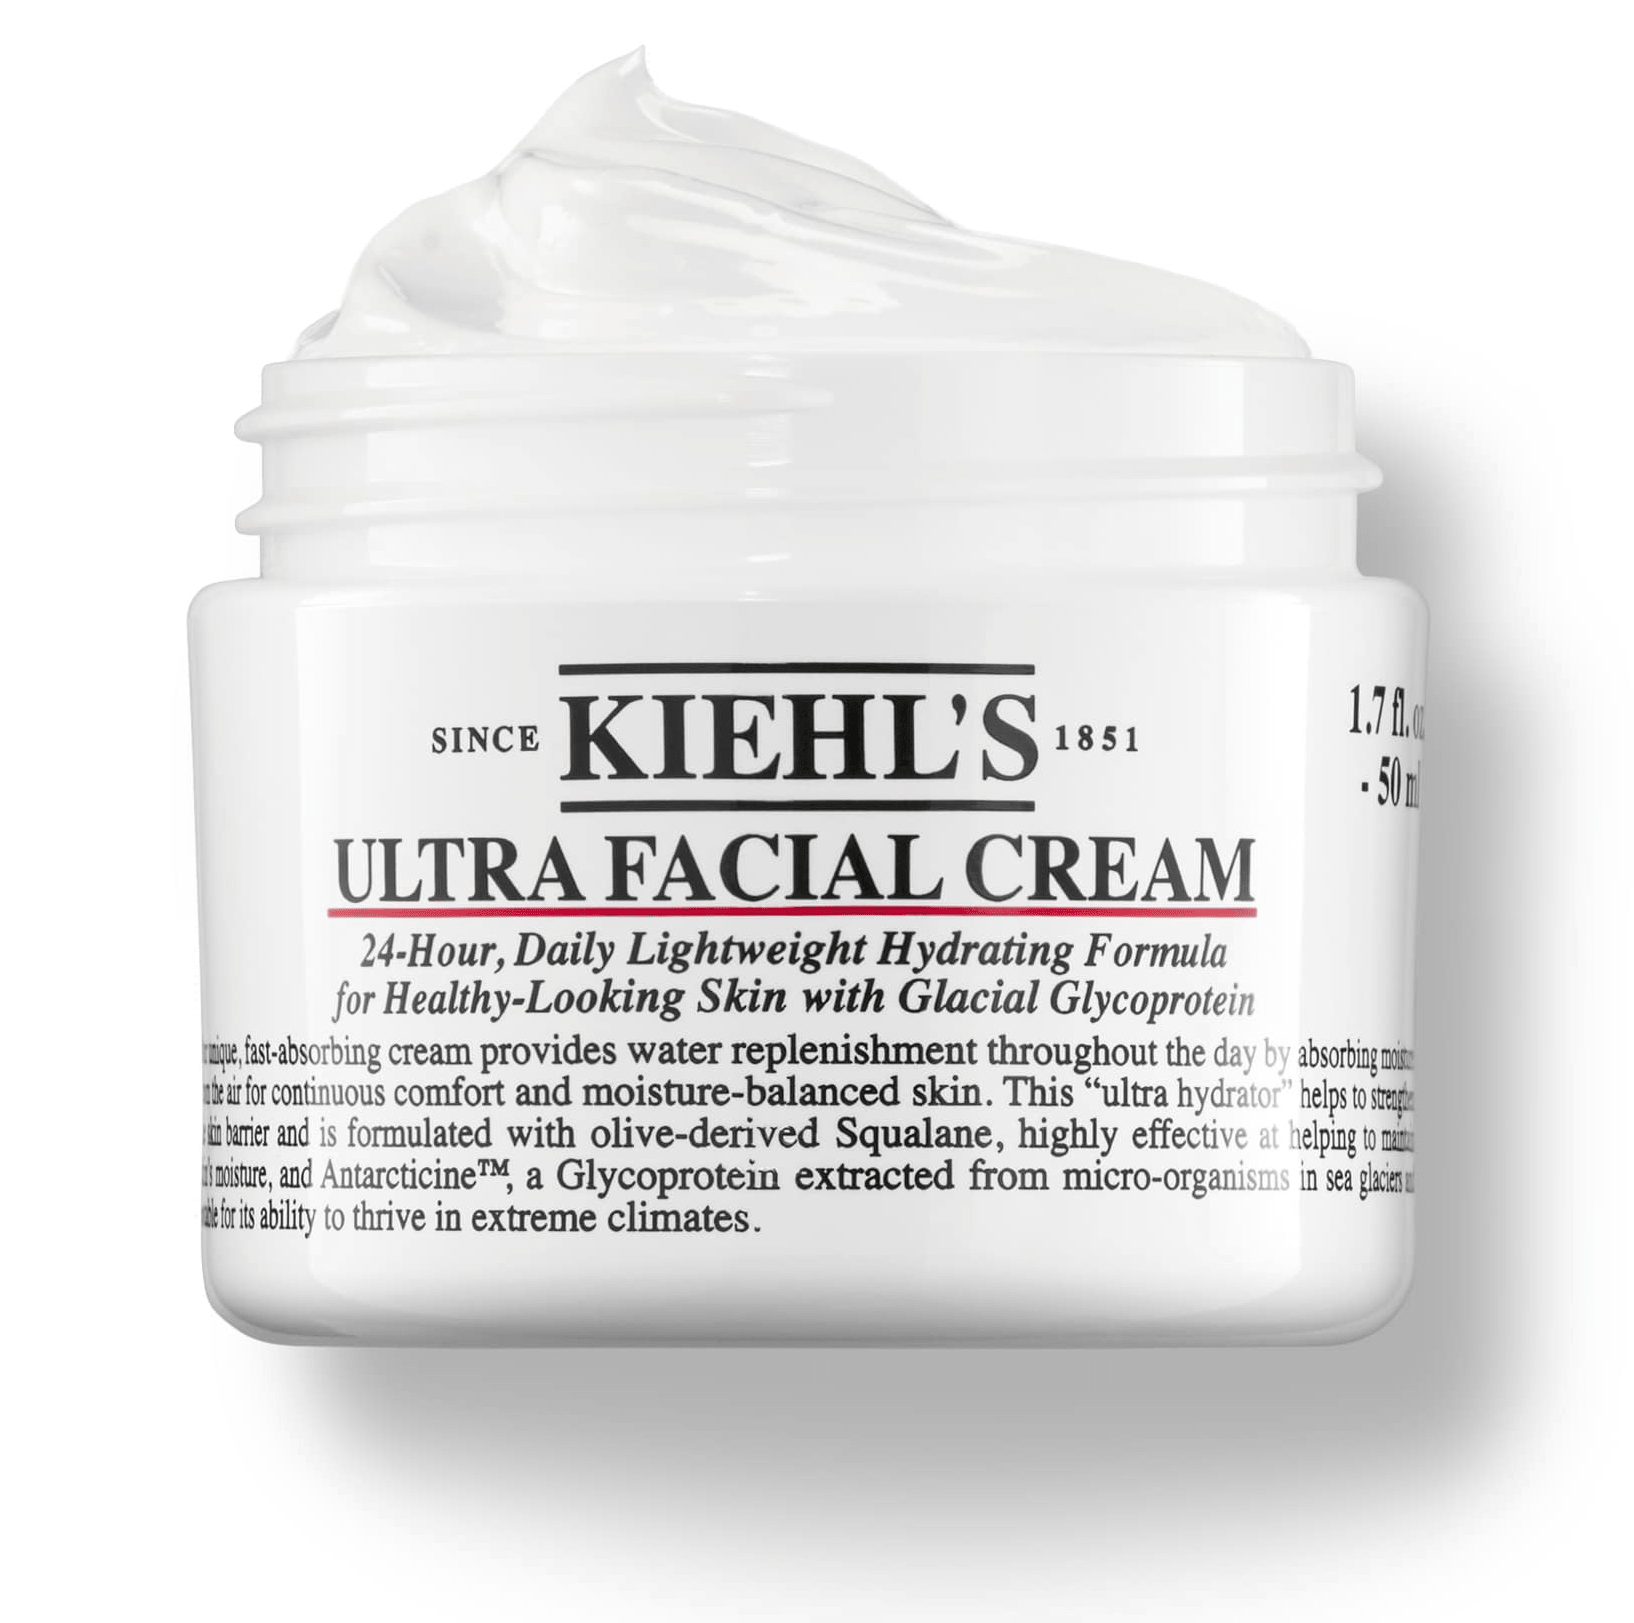 SINCE KIEHL’S 1851
1.7 fl. oz.
- 50 ml
ULTRA FACIAL CREAM
24-Hour, Daily Lightweight Hydrating Formula
for Healthy-Looking Skin with Glacial Glycoprotein
fast-absorbing cream provides water replenishment throughout the day by absorbing
the air for continuous comfort and moisture-balanced skin. This “ultra hydrator” helps to
barrier and is formulated with olive-derived Squalane, highly effective at helping to
moisture, and Antarcticine™, a Glycoprotein extracted from micro-organisms in sea glaciers
for its ability to thrive in extreme climates.